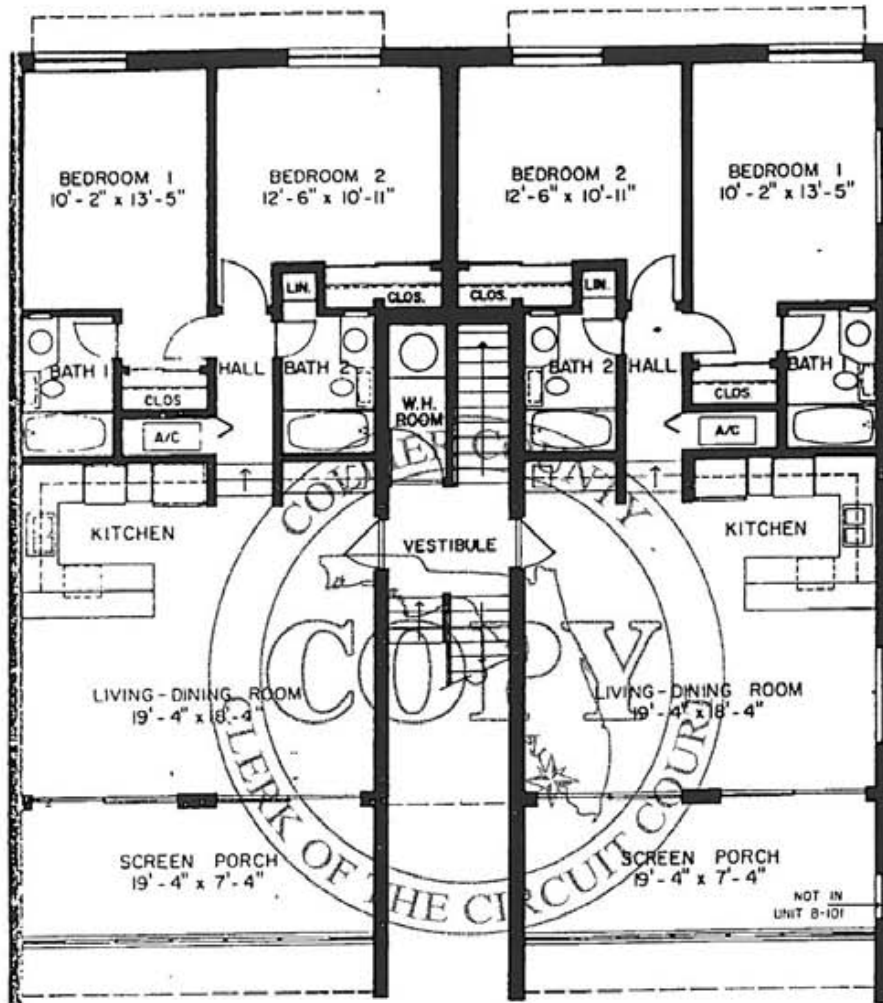 BEDROOM 1
10'-2" x 13'-5"
BEDROOM 2
12'-6" x 10'-11"
BEDROOM 2
12'-6" x 10'-11"
BEDROOM 1
10'-2" x 13'-5"
LIN.
CLOS.
CLOS.
LIN.
BATH 1
HALL
BATH 2
BATH 2
HALL
BATH
CLOS
W.H.
ROOM
CLOS.
A/C
A/C
COLLIER COUNTY
KITCHEN
VESTIBULE
KITCHEN
COPY
LIVING-DINING ROOM
19'-4" x 18'-4"
LIVING-DINING ROOM
19'-4" x 18'-4"
SCREEN PORCH
19'-4" x 7'-4"
SCREEN PORCH
19'-4" x 7'-4"
NOT IN
UNIT B-101
CLERK OF THE CIRCUIT COURT